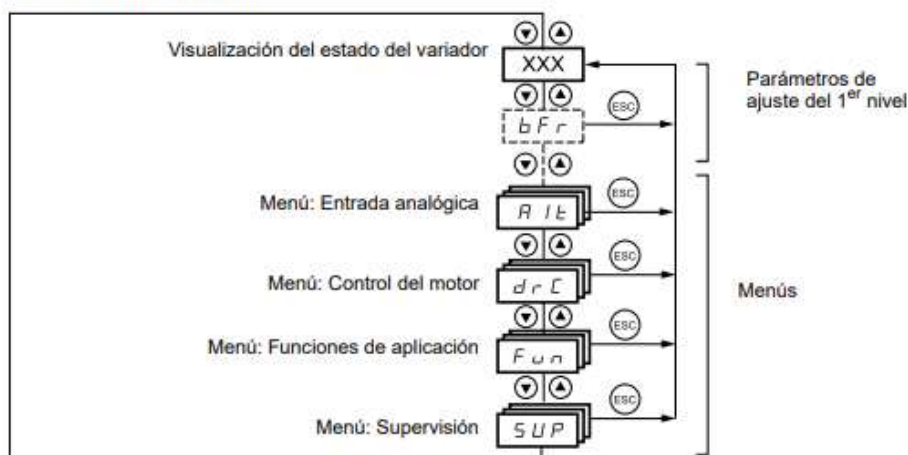 Visualización del estado del variador
XXX
bFr
ESC
Parámetros de
ajuste del 1er nivel
Menú: Entrada analógica
AIt
ESC
Menú: Control del motor
drC
ESC
Menús
Menú: Funciones de aplicación
Fun
ESC
Menú: Supervisión
SUP
ESC